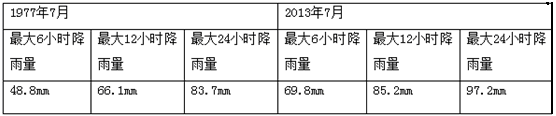 1977年7月 2013年7月
最大6小时降 最大12小时降 最大24小时降 最大6小时降 最大12小时降 最大24小时降
雨量 雨量 雨量 雨量 雨量 雨量
48.8mm 66.1mm 83.7mm 69.8mm 85.2mm 97.2mm